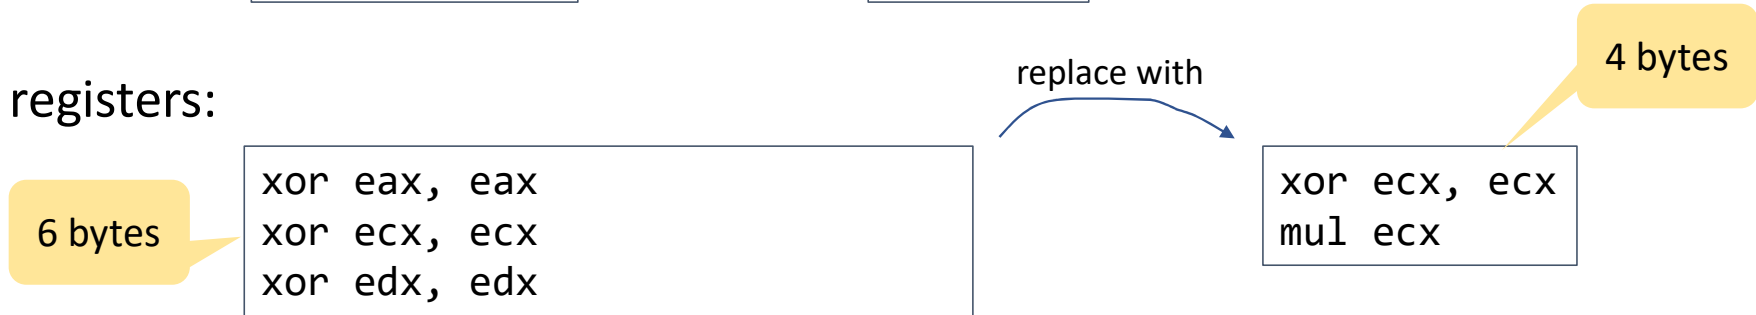 4 bytes
replace with
registers:
xor eax, eax
xor ecx, ecx
xor edx, edx
6 bytes
xor ecx, ecx
mul ecx